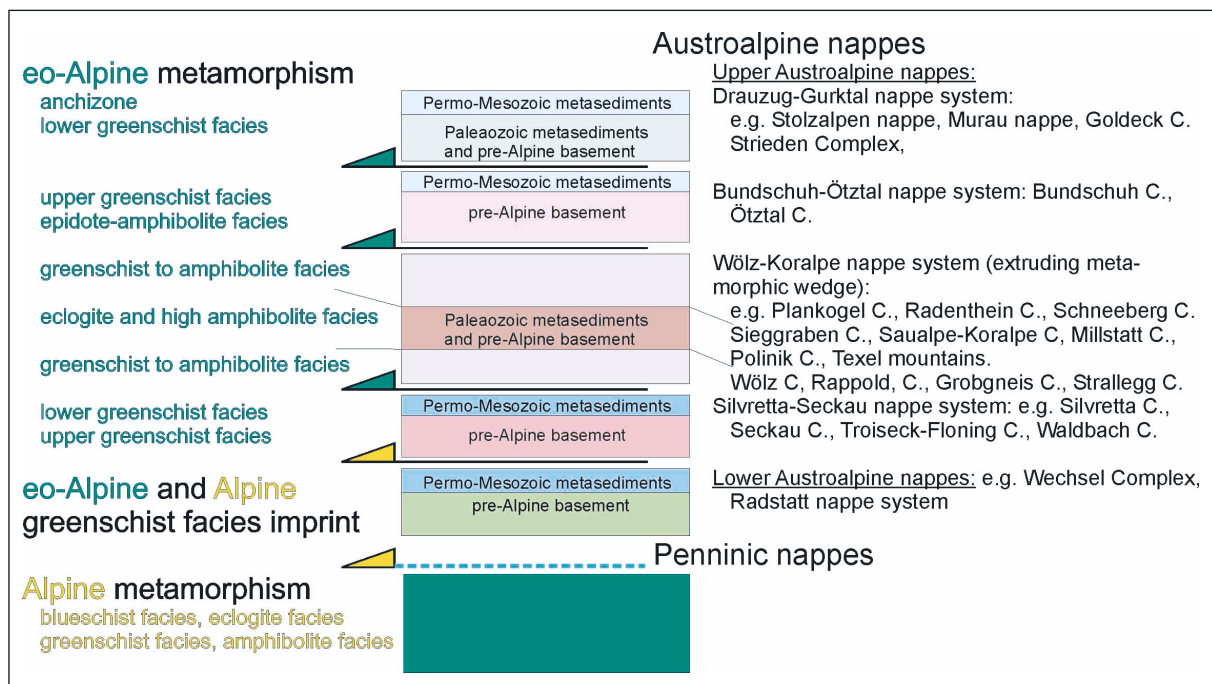 Austroalpine nappes
eo-Alpine metamorphism
anchizone
lower greenschist facies
Permo-Mesozoic metasediments
Paleaozoic metasediments
and pre-Alpine basement
Upper Austroalpine nappes:
Drauzug-Gurktal nappe system:
e.g. Stolzalpen nappe, Murau nappe, Goldeck C.
Strieden Complex,
upper greenschist facies
epidote-amphibolite facies
Permo-Mesozoic metasediments
pre-Alpine basement
Bundschuh-Ötztal nappe system: Bundschuh C.,
Ötztal C.
greenschist to amphibolite facies
eclogite and high amphibolite facies
greenschist to amphibolite facies
Paleaozoic metasediments
and pre-Alpine basement
Wölz-Koralpe nappe system (extruding meta-
morphic wedge):
e.g. Plankogel C., Radenthein C., Schneeberg C.
Sieggraben C., Saualpe-Koralpe C, Millstatt C.,
Polinik C., Texel mountains.
Wölz C, Rappold, C., Grobgneis C., Strallegg C.
lower greenschist facies
upper greenschist facies
Permo-Mesozoic metasediments
pre-Alpine basement
Silvretta-Seckau nappe system: e.g. Silvretta C.,
Seckau C., Troiseck-Floning C., Waldbach C.
eo-Alpine and Alpine
greenschist facies imprint
Permo-Mesozoic metasediments
pre-Alpine basement
Lower Austroalpine nappes: e.g. Wechsel Complex,
Radstatt nappe system
Penninic nappes
Alpine metamorphism
blueschist facies, eclogite facies
greenschist facies, amphibolite facies